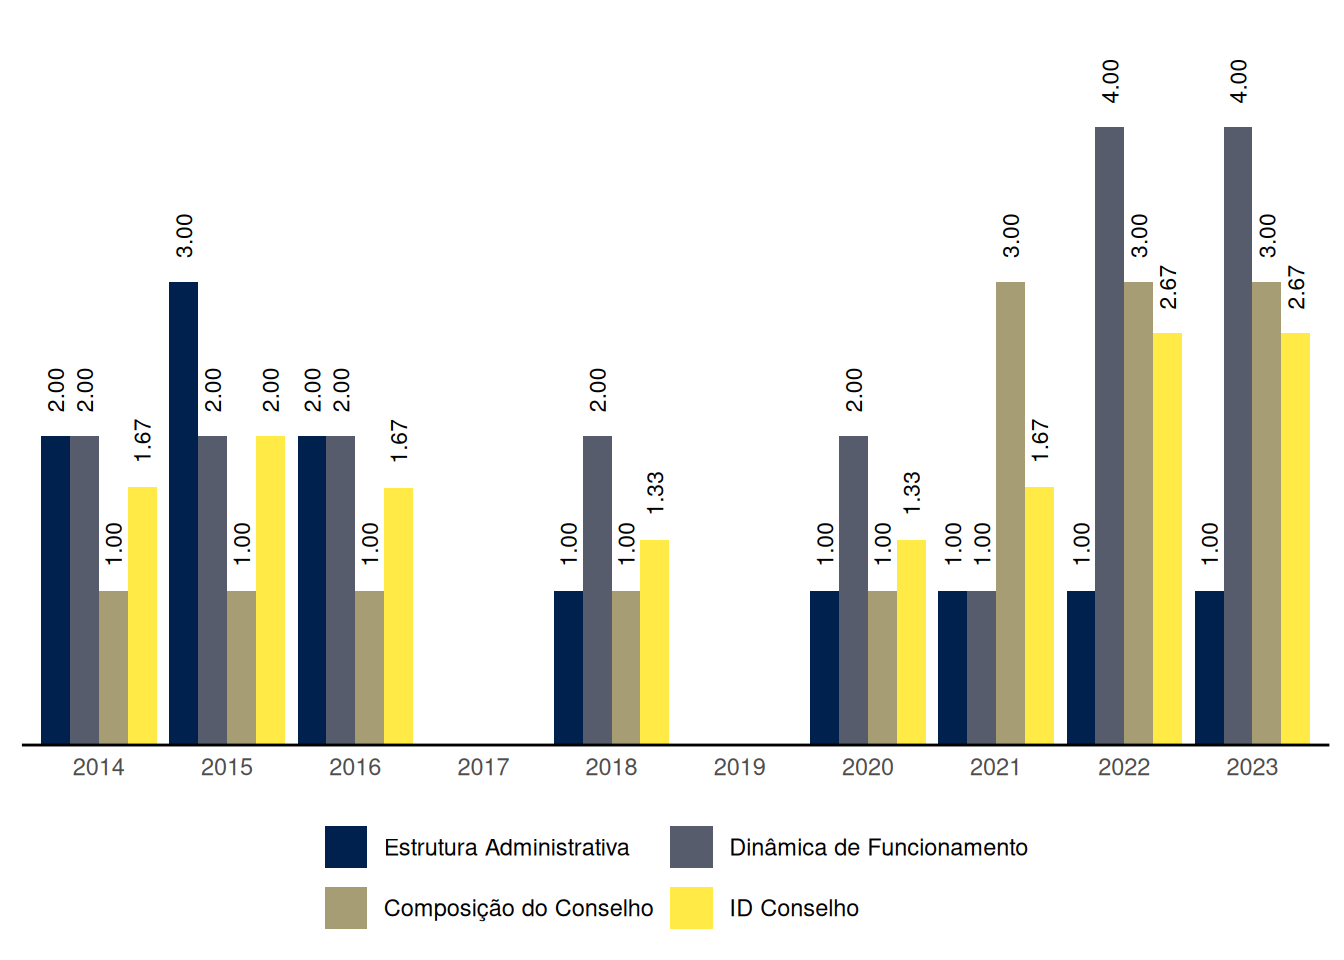 4.00 4.00
3.00 3.00 3.00 3.00
2.67 2.67
2.00 2.00 2.00 2.00 2.00 2.00 2.00 2.00
1.67 1.67 1.67
1.33 1.33
1.00 1.00 1.00 1.00 1.00 1.00 1.00 1.00 1.00 1.00 1.00
2014 2015 2016 2017 2018 2019 2020 2021 2022 2023
Estrutura Administrativa Dinâmica de Funcionamento
Composição do Conselho ID Conselho